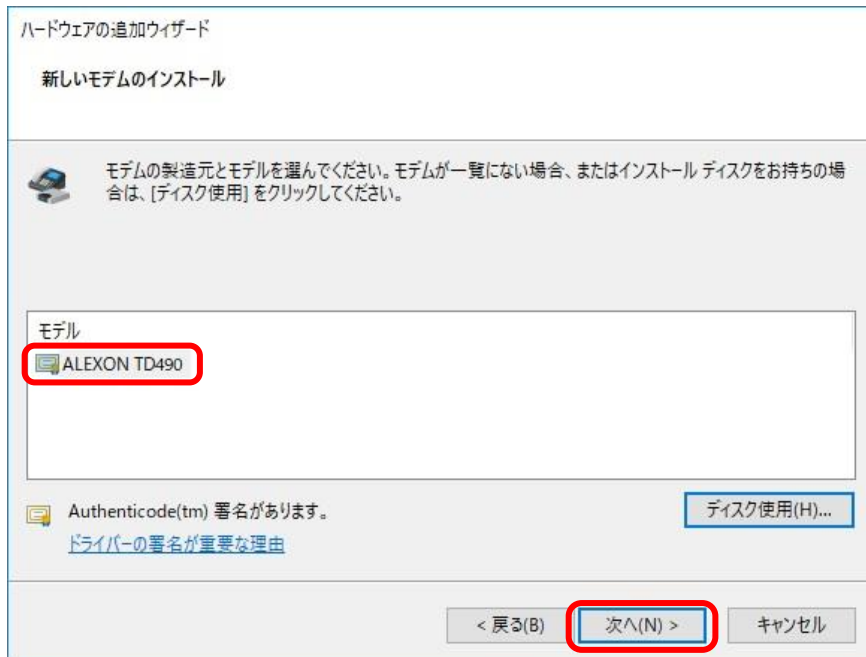 ハードウェアの追加ウィザード
新しいモデムのインストール
モデムの製造元とモデルを選んでください。モデムが一覧にない場合、またはインストール ディスクをお持ちの場
合は、[ディスク使用] をクリックしてください。
モデル
ALEXON TD490
Authenticode(tm) 署名があります。
ディスク使用(H)...
ドライバーの署名が重要な理由
< 戻る(B)
次へ(N) >
キャンセル